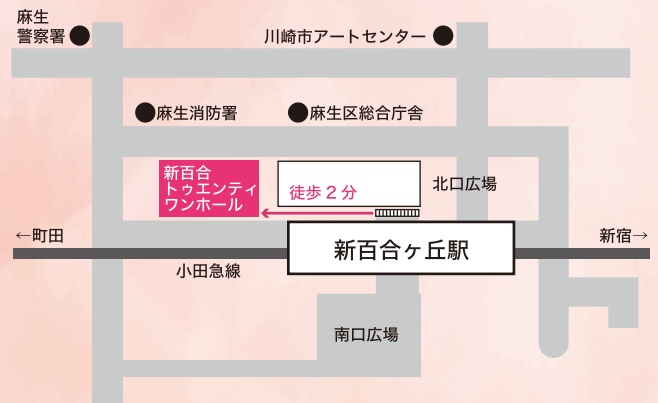 麻生
警察署
川崎市アートセンター
麻生消防署
麻生区総合庁舎
新百合
トゥエンティ
ワンホール
徒歩2分
北口広場
←町田
新宿→
新百合ヶ丘駅
小田急線
南口広場